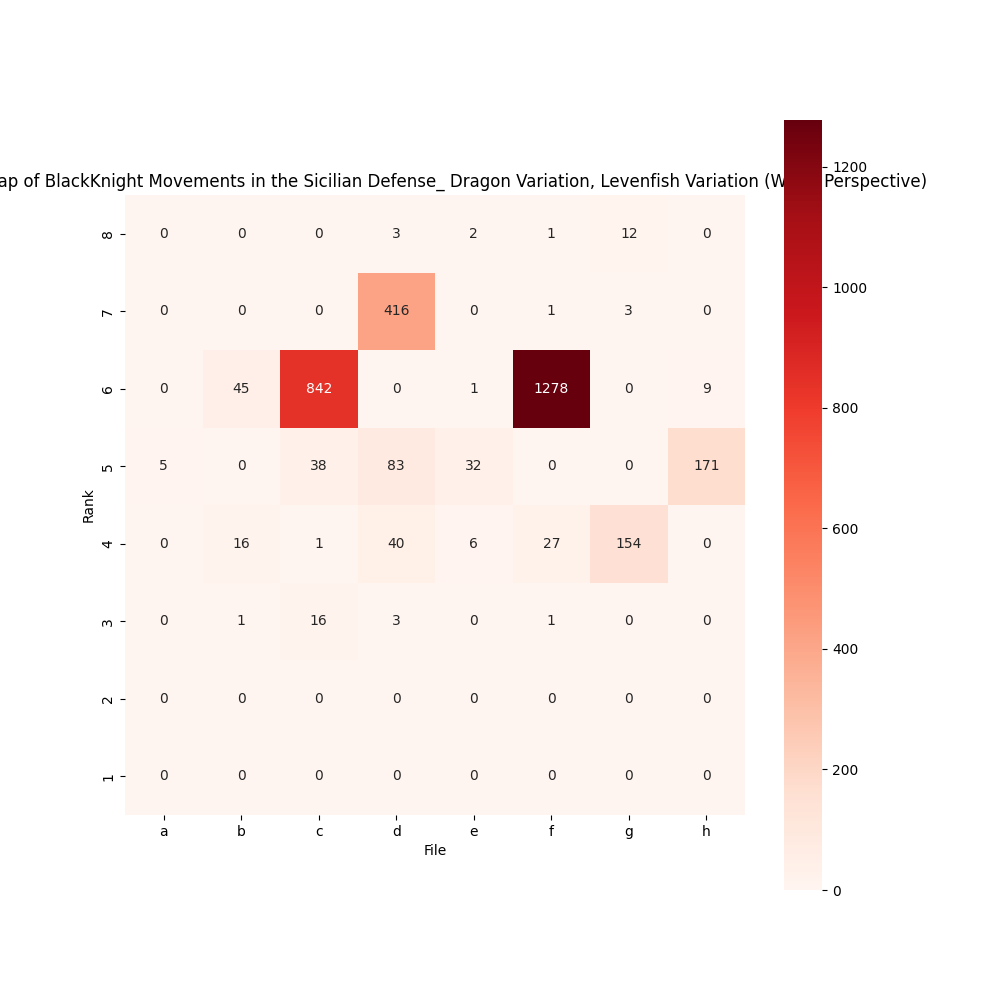 ap of BlackKnight Movements in the Sicilian Defense_ Dragon Variation, Levenfish Variation (W Perspective)
8 0 0 0 3 2 1 12 0
7 0 0 0 416 0 1 3 0
6 0 45 842 0 1 1278 0 9
5 5 0 38 83 32 0 0 171
4 0 16 1 40 6 27 154 0
3 0 1 16 3 0 1 0 0
2 0 0 0 0 0 0 0 0
1 0 0 0 0 0 0 0 0
a b c d e f g h
File
Rank
1200
1000
800
600
400
200
0